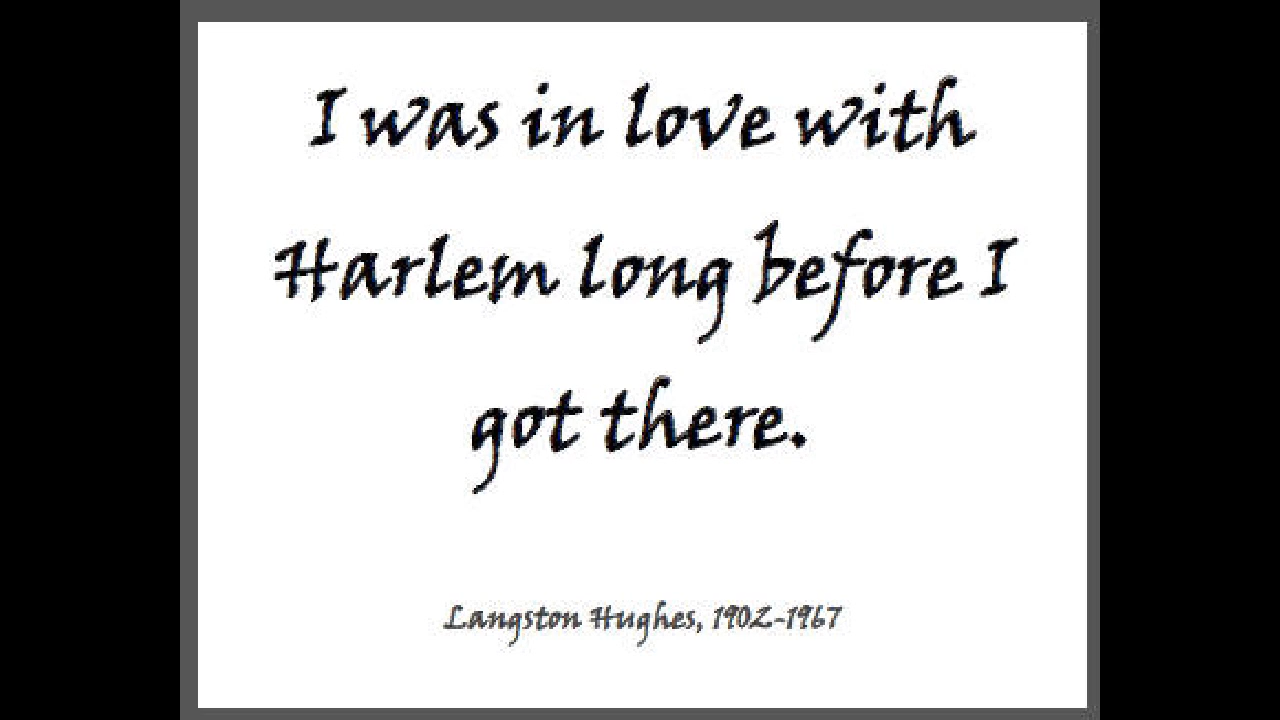 I was in love with
Harlem long before I
got there.
Langston Hughes, 1902-1967